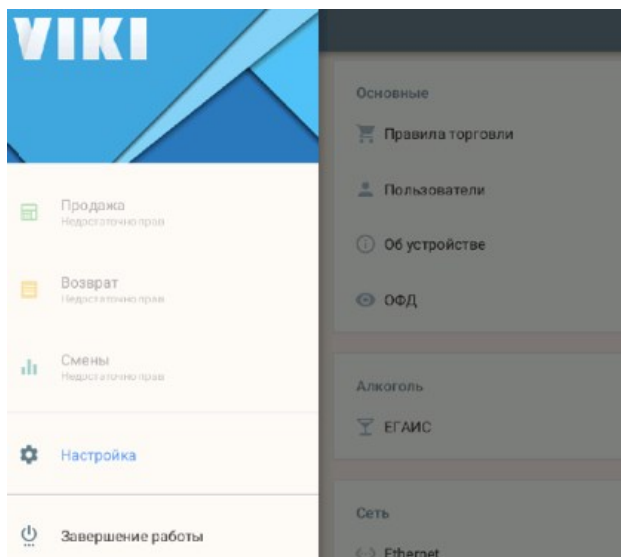 VIKI
Продажа
Недостаточно прав
Возврат
Недостаточно прав
Смены
Недостаточно прав
Настройка
Завершение работы
Основные
Правила торговли
Пользователи
Об устройстве
ОФД
Алкоголь
ЕГАИС
Сеть
Ethernet